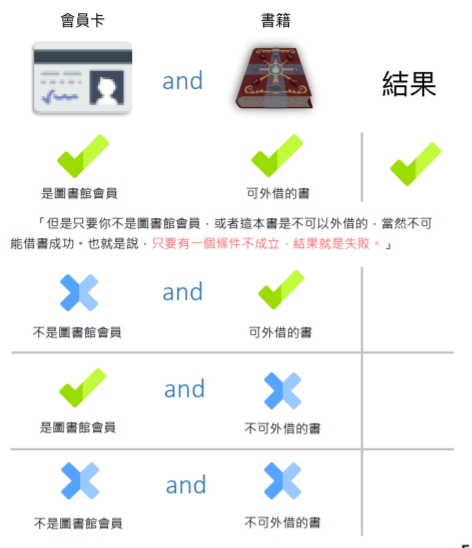 會員卡 書籍
and 結果
是圖書館會員 可外借的書
「但是只要你不是圖書館會員，或者這本書是不可以外借的，當然不可
能借書成功。也就是說，只要有一個條件不成立，結果就是失敗。」
and
不是圖書館會員 可外借的書
and
是圖書館會員 不可外借的書
and
不是圖書館會員 不可外借的書